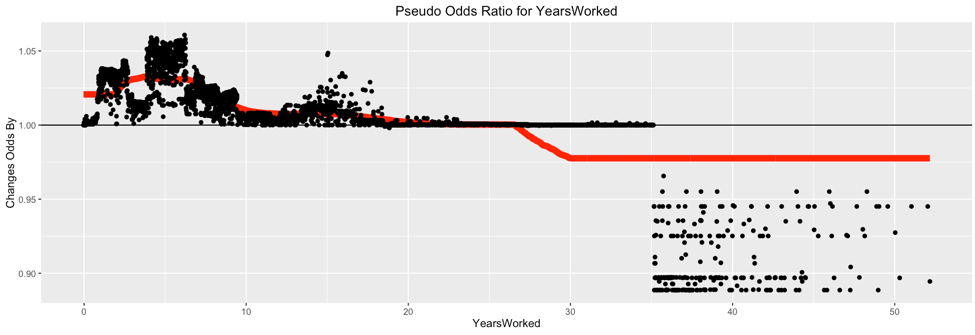 Pseudo Odds Ratio for YearsWorked
Changes Odds By
1.05
1.00
0.95
0.90
0 10 20 30 40 50
YearsWorked